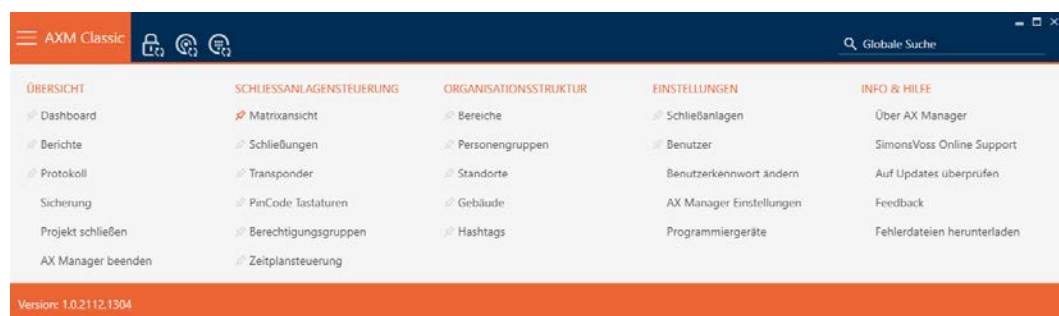 AXM Classic
Globale Suche
ÜBERSICHT
Dashboard
Berichte
Protokoll
Sicherung
Projekt schließen
AX Manager beenden
SCHLIESSANLAGENSTEUERUNG
Matrixansicht
Schließungen
Transponder
PinCode Tastaturen
Berechtigungsgruppen
Zeitplansteuerung
ORGANISATIONSSTRUKTUR
Bereiche
Personengruppen
Standorte
Gebäude
Hashtags
EINSTELLUNGEN
Schließanlagen
Benutzer
Benutzerkennwort ändern
AX Manager Einstellungen
Programmiergeräte
INFO & HILFE
Über AX Manager
SimonsVoss Online Support
Auf Updates überprüfen
Feedback
Fehlerdateien herunterladen
Version: 1.0.2112.1304